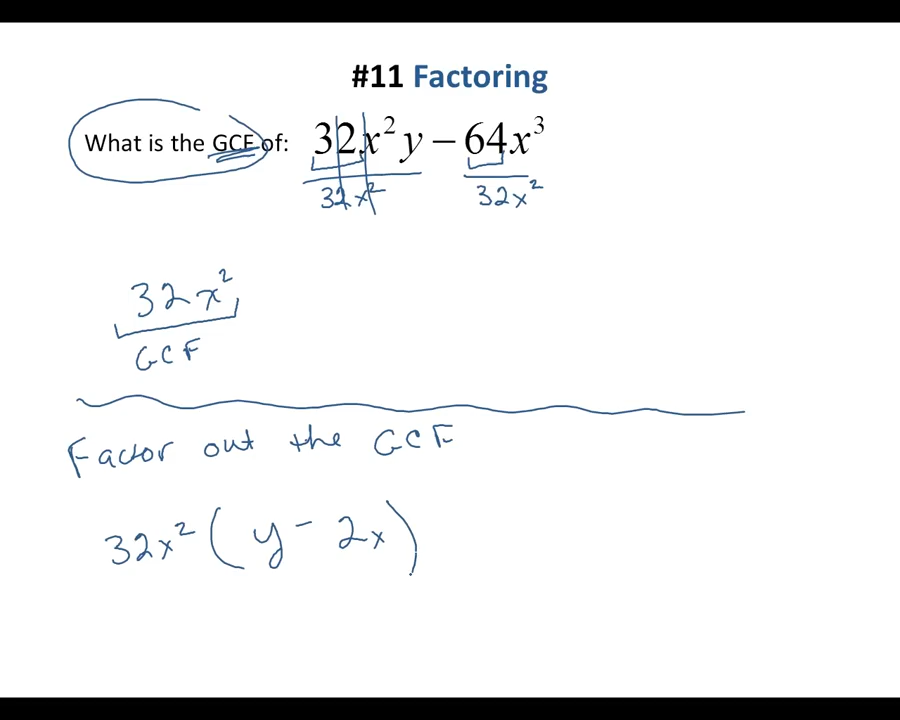 #11 Factoring
What is the GCF of: 32x²y − 64x³
32x² 32x²
32x²
GCF
Factor out the GCF
32x² (y − 2x)